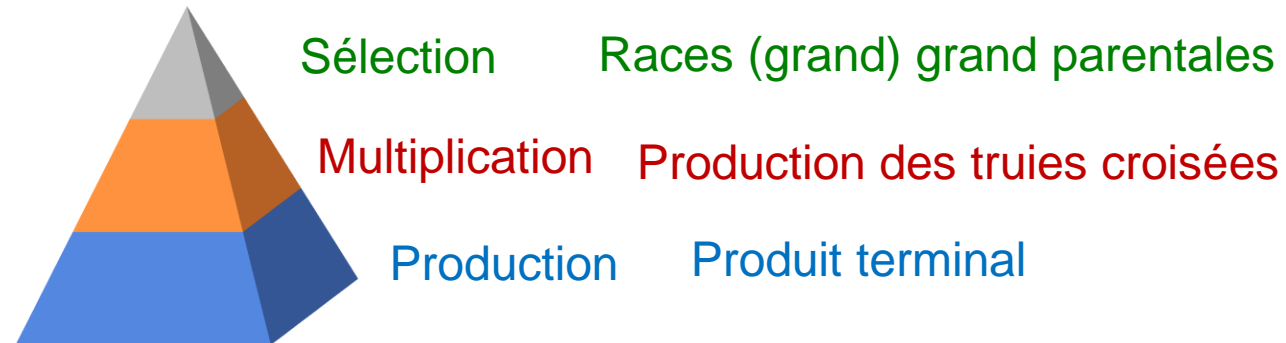 Sélection Races (grand) grand parentales
Multiplication Production des truies croisées
Production Produit terminal